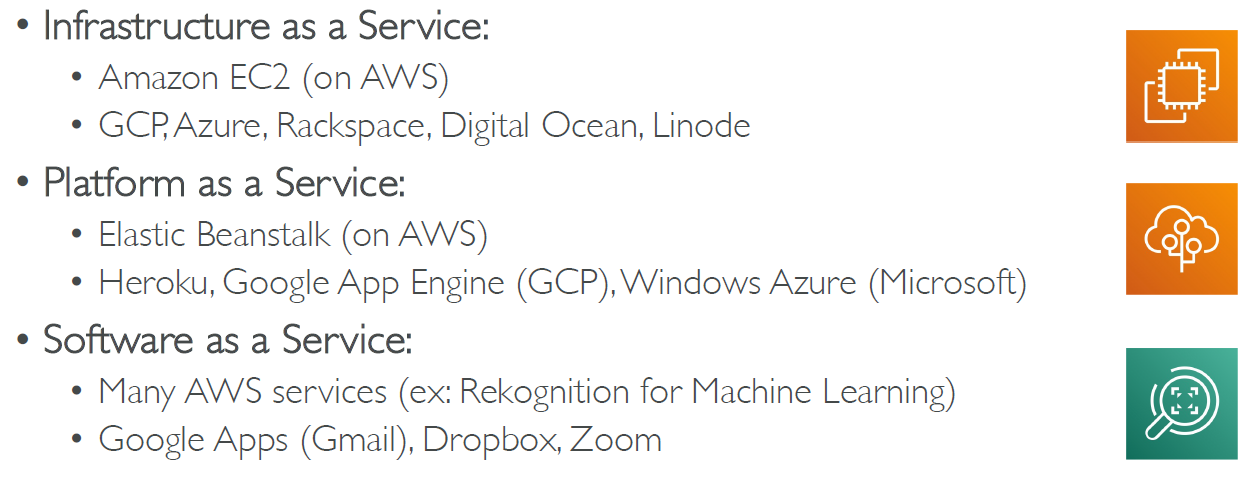 • Infrastructure as a Service:
• Amazon EC2 (on AWS)
• GCP, Azure, Rackspace, Digital Ocean, Linode
• Platform as a Service:
• Elastic Beanstalk (on AWS)
• Heroku, Google App Engine (GCP), Windows Azure (Microsoft)
• Software as a Service:
• Many AWS services (ex: Rekognition for Machine Learning)
• Google Apps (Gmail), Dropbox, Zoom